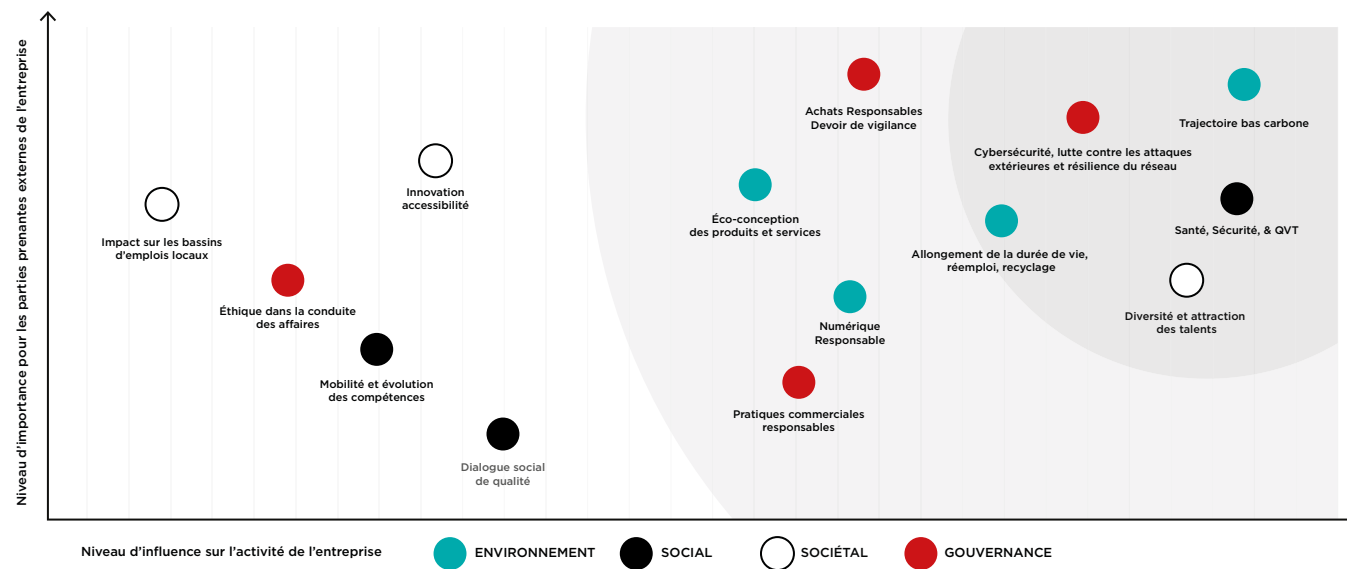 Niveau d'importance pour les parties prenantes externes de l'entreprise
Achats Responsables
Devoir de vigilance
Trajectoire bas carbone
Cybersécurité, lutte contre les attaques
extérieures et résilience du réseau
Innovation
accessibilité
Éco-conception
des produits et services
Santé, Sécurité, & QVT
Impact sur les bassins
d'emplois locaux
Allongement de la durée de vie,
réemploi, recyclage
Éthique dans la conduite
des affaires
Diversité et attraction
des talents
Numérique
Responsable
Mobilité et évolution
des compétences
Pratiques commerciales
responsables
Dialogue social
de qualité
Niveau d'influence sur l'activité de l'entreprise
ENVIRONNEMENT
SOCIAL
SOCIÉTAL
GOUVERNANCE